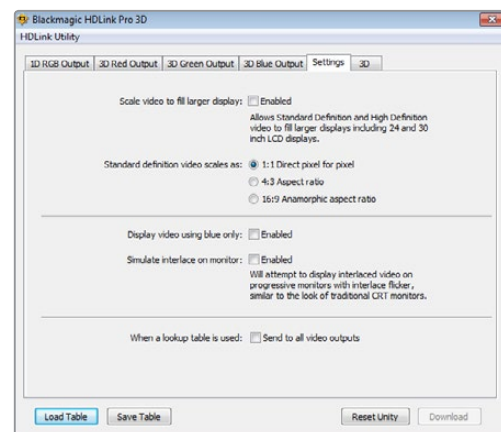 Blackmagic HDLink Pro 3D
HDLink Utility
1D RGB Output 3D Red Output 3D Green Output 3D Blue Output Settings 3D
Scale video to fill larger display: Enabled
Allows Standard Definition and High Definition
video to fill larger displays including 24 and 30
inch LCD displays.
Standard definition video scales as: 1:1 Direct pixel for pixel
4:3 Aspect ratio
16:9 Anamorphic aspect ratio
Display video using blue only: Enabled
Simulate interlace on monitor: Enabled
Will attempt to display interlaced video on
progressive monitors with interlace flicker,
similar to the look of traditional CRT monitors.
When a lookup table is used: Send to all video outputs
Load Table Save Table Reset Unity Download